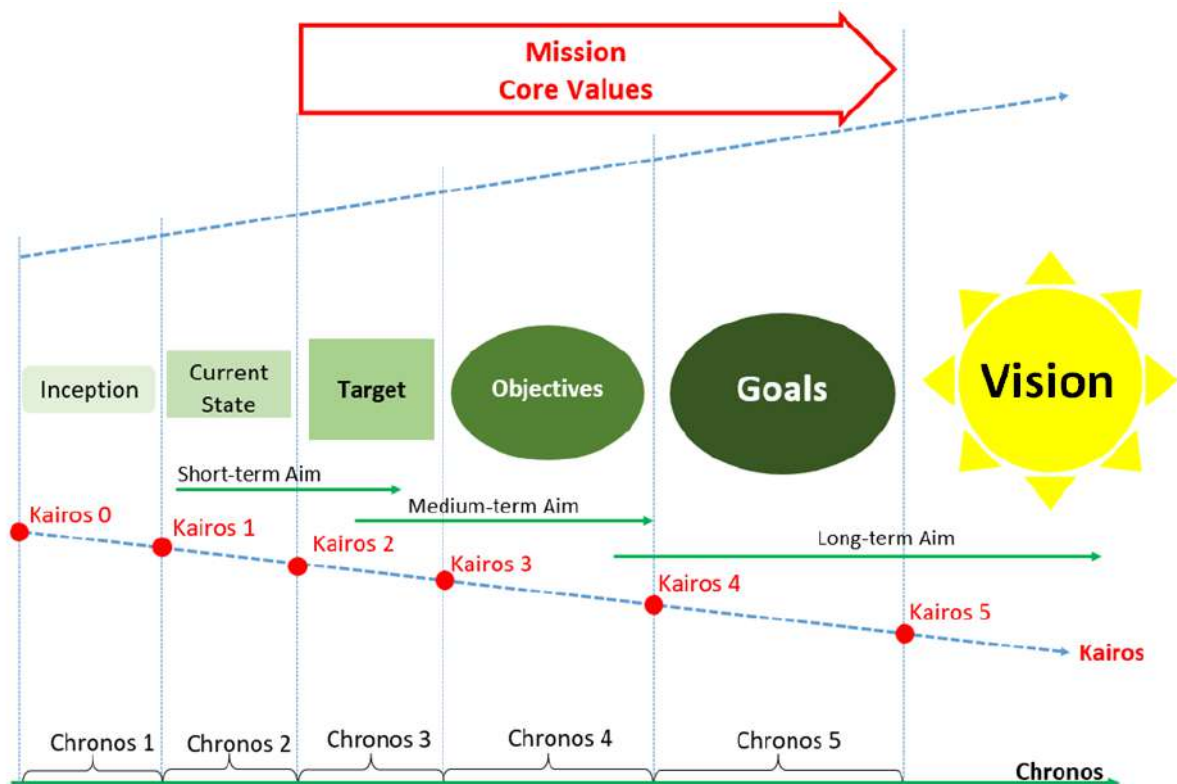 Mission
Core Values
Inception
Current
State
Target
Objectives
Goals
Vision
Short-term Aim
Medium-term Aim
Long-term Aim
Kairos 0
Kairos 1
Kairos 2
Kairos 3
Kairos 4
Kairos 5
Kairos
Chronos 1
Chronos 2
Chronos 3
Chronos 4
Chronos 5
Chronos